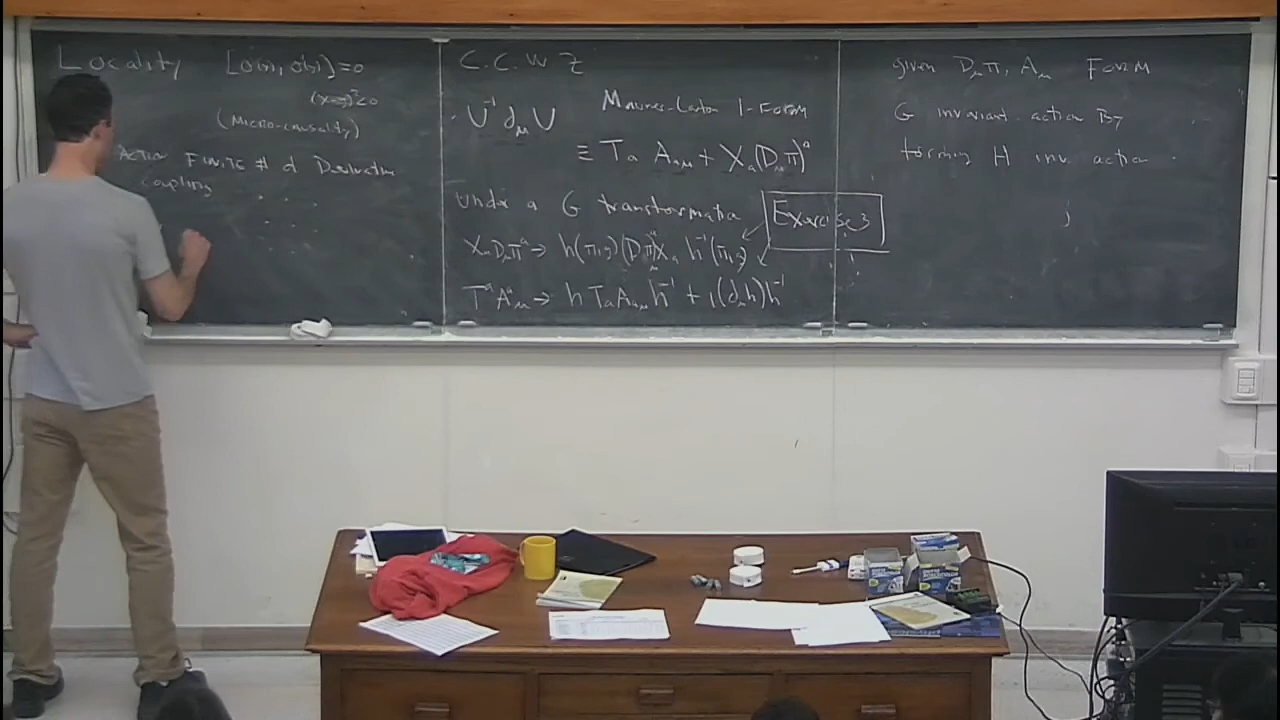 Locality [O(x), O(y)] = 0
(x-y)² < 0
(Micro-causality)
Action Finite # of Derivative
coupling
C.C.W.Z
U⁻¹ ∂_μ U
Maurer-Cartan 1-Form
≡ T_a A_{aμ} + X_a (D_μ π)^a
Under a G transformation
X_a D_μ π^a → h(π,g) (D_μ π)^a X_a h⁻¹(π,g)
Exercise 3
T^a A^a_μ → h T_a A_{aμ} h⁻¹ + i(∂_μ h) h⁻¹
given D_μ π, A_μ Form
G invariant action By
forming H inv. action